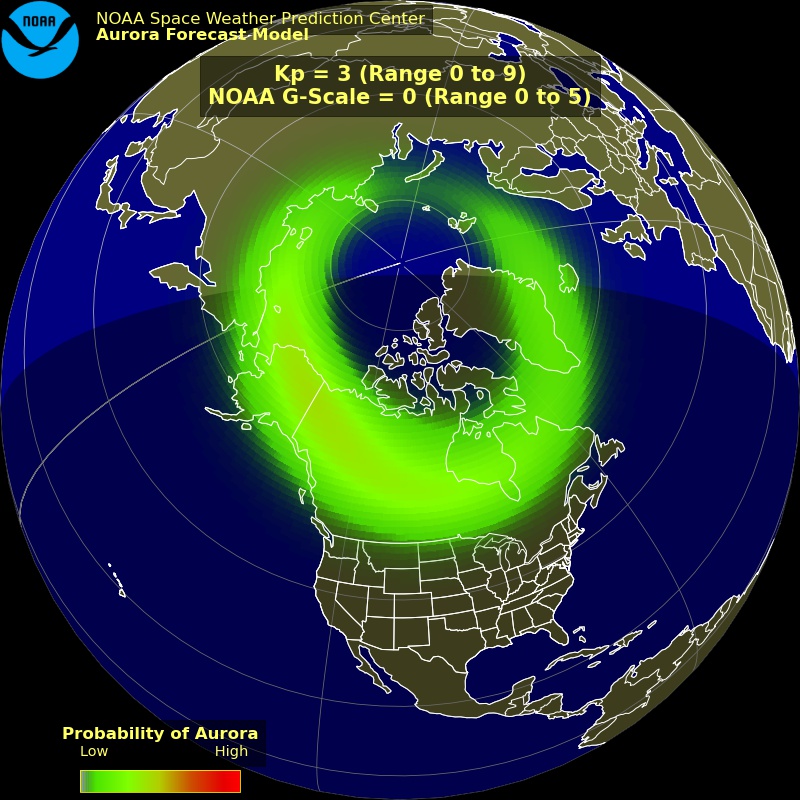 NOAA
NOAA Space Weather Prediction Center
Aurora Forecast Model
Kp = 3 (Range 0 to 9)
NOAA G-Scale = 0 (Range 0 to 5)
Probability of Aurora
Low High